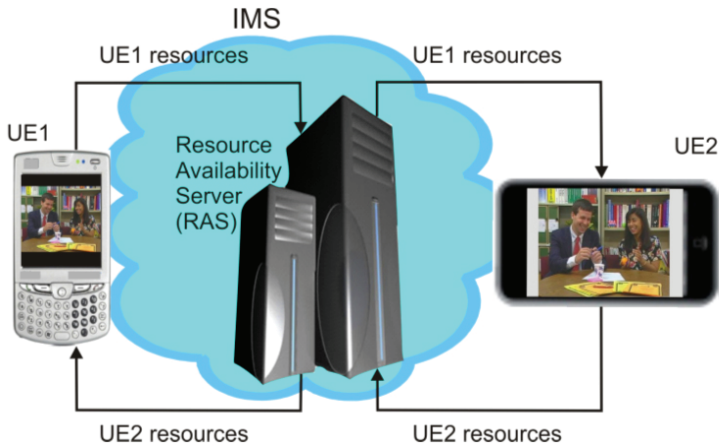 IMS
UE1 resources
UE1 resources
UE1
UE2
Resource
Availability
Server
(RAS)
UE2 resources
UE2 resources